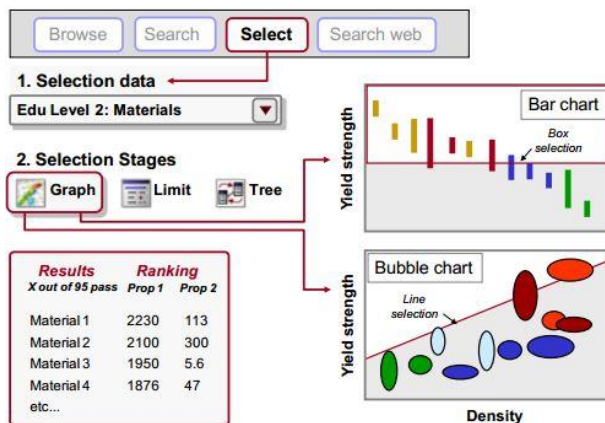 Browse Search Select Search web
1. Selection data
Edu Level 2: Materials
2. Selection Stages
Graph Limit Tree
Results Ranking
X out of 95 pass Prop 1 Prop 2
Material 1 2230 113
Material 2 2100 300
Material 3 1950 5.6
Material 4 1876 47
etc...
Yield strength
Bar chart
Box
selection
Yield strength
Bubble chart
Line
selection
Density